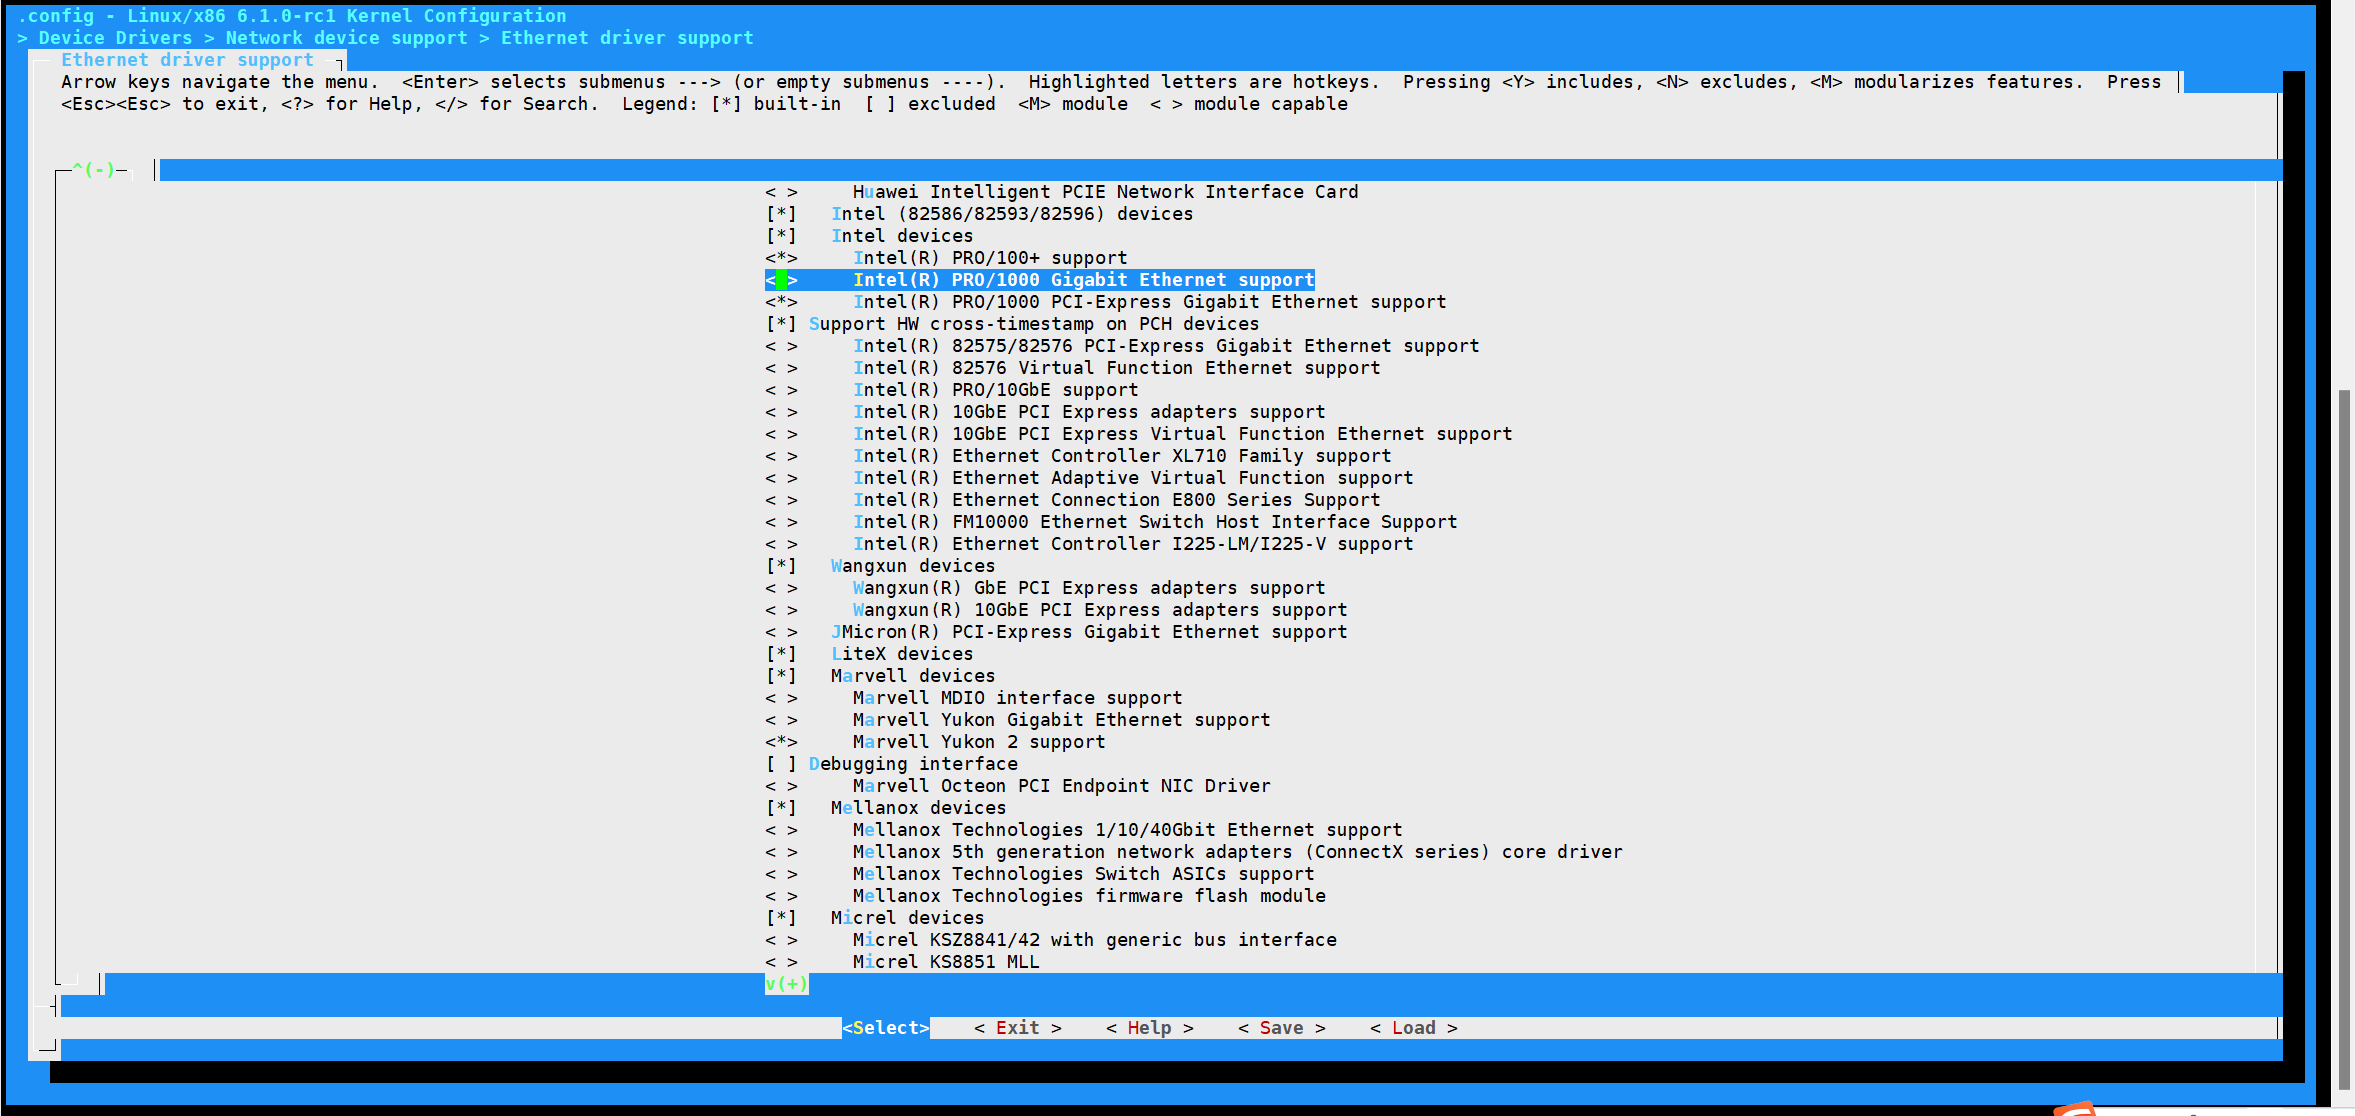 .config - Linux/x86 6.1.0-rc1 Kernel Configuration
> Device Drivers > Network device support > Ethernet driver support
Ethernet driver support
Arrow keys navigate the menu.  <Enter> selects submenus ---> (or empty submenus ----).  Highlighted letters are hotkeys.  Pressing <Y> includes, <N> excludes, <M> modularizes features.  Press
<Esc><Esc> to exit, <?> for Help, </> for Search.  Legend: [*] built-in  [ ] excluded  <M> module  < > module capable
^(-)
< >     Huawei Intelligent PCIE Network Interface Card
[*]   Intel (82586/82593/82596) devices
[*]   Intel devices
<*>     Intel(R) PRO/100+ support
< >     Intel(R) PRO/1000 Gigabit Ethernet support
<*>     Intel(R) PRO/1000 PCI-Express Gigabit Ethernet support
[*] Support HW cross-timestamp on PCH devices
< >     Intel(R) 82575/82576 PCI-Express Gigabit Ethernet support
< >     Intel(R) 82576 Virtual Function Ethernet support
< >     Intel(R) PRO/10GbE support
< >     Intel(R) 10GbE PCI Express adapters support
< >     Intel(R) 10GbE PCI Express Virtual Function Ethernet support
< >     Intel(R) Ethernet Controller XL710 Family support
< >     Intel(R) Ethernet Adaptive Virtual Function support
< >     Intel(R) Ethernet Connection E800 Series Support
< >     Intel(R) FM10000 Ethernet Switch Host Interface Support
< >     Intel(R) Ethernet Controller I225-LM/I225-V support
[*]   Wangxun devices
< >     Wangxun(R) GbE PCI Express adapters support
< >     Wangxun(R) 10GbE PCI Express adapters support
< >   JMicron(R) PCI-Express Gigabit Ethernet support
[*]   LiteX devices
[*]   Marvell devices
< >     Marvell MDIO interface support
< >     Marvell Yukon Gigabit Ethernet support
<*>     Marvell Yukon 2 support
[ ] Debugging interface
< >     Marvell Octeon PCI Endpoint NIC Driver
[*]   Mellanox devices
< >     Mellanox Technologies 1/10/40Gbit Ethernet support
< >     Mellanox 5th generation network adapters (ConnectX series) core driver
< >     Mellanox Technologies Switch ASICs support
< >     Mellanox Technologies firmware flash module
[*]   Micrel devices
< >     Micrel KSZ8841/42 with generic bus interface
< >     Micrel KS8851 MLL
v(+)
<Select>    < Exit >    < Help >    < Save >    < Load >